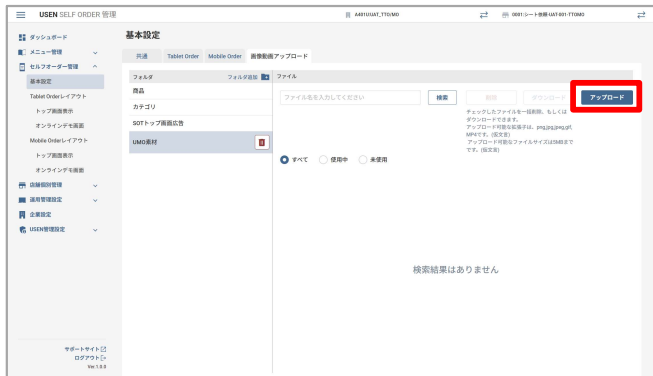 USEN SELF ORDER 管理
A4801/UAT_TTO/MO
ダッシュボード
メニュー管理
セルフオーダー管理
基本設定
Tablet Orderレイアウト
トップ画面表示
オンラインデモ画面
Mobile Orderレイアウト
トップ画面表示
オンラインデモ画面
店舗個別管理
運用管理設定
企業設定
USEN管理設定
サポートサイト
ログアウト
Ver.1.0.0
基本設定
共通
Tablet Order
Mobile Order
画像動画アップロード
フォルダ
フォルダ追加
商品
カテゴリ
SOTトップ画面広告
UMO素材
ファイル
ファイル名を入力してください
検索
削除
ダウンロード
アップロード
チェックしたファイルを一括削除、もしくは
ダウンロードできます。
アップロード可能な拡張子は、png,jpg,jpeg,gif,
MP4です。(仮文言)
アップロード可能なファイルサイズは5MBまで
です。(仮文言)
すべて
使用中
未使用
検索結果はありません